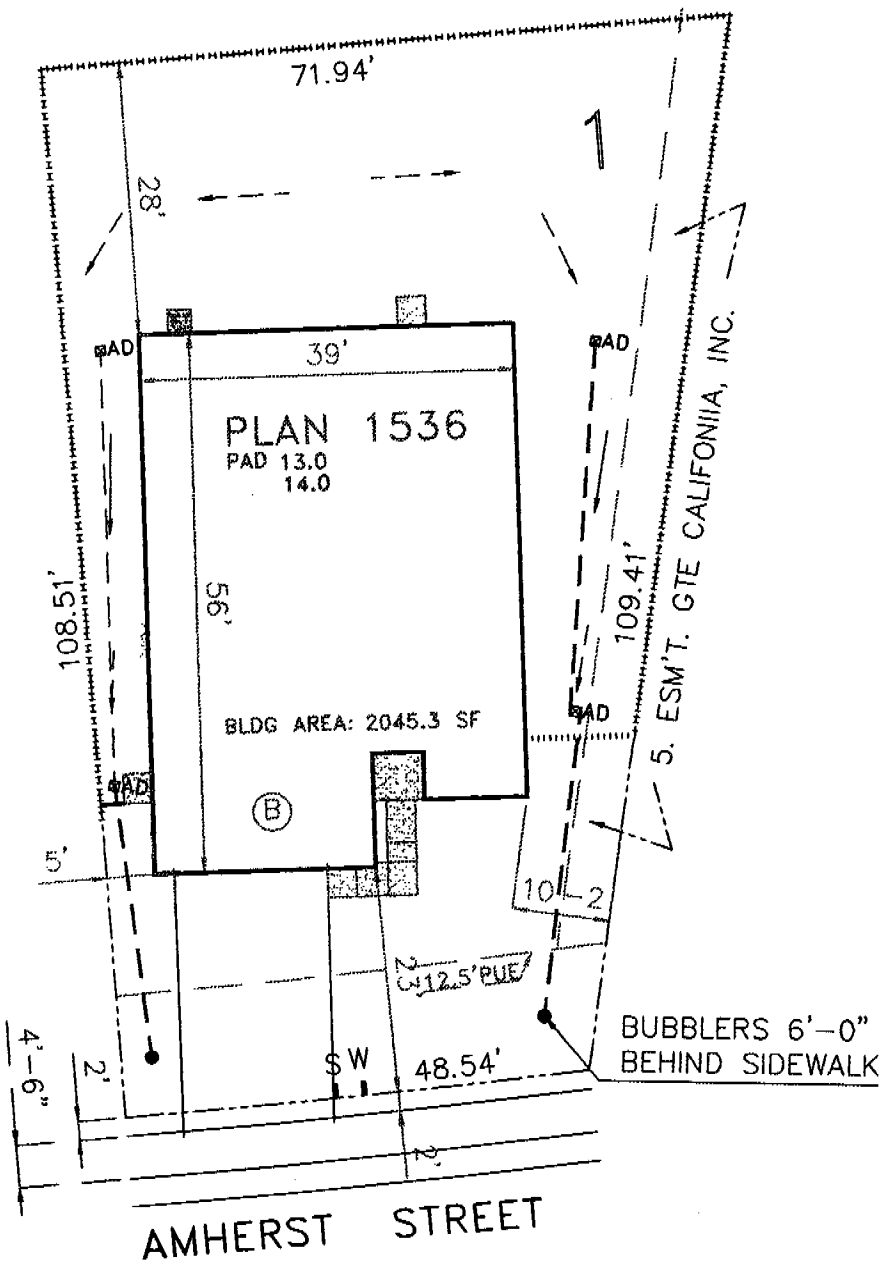 71.94'
1
28'
AD
39'
AD
PLAN 1536
PAD 13.0
14.0
5. ESM'T. GTE CALIFONIIA, INC.
108.51'
56'
109.41'
BLDG AREA: 2045.3 SF
AD
AD
B
5'
10-2
23'
12.5' PUE
BUBBLERS 6'-0"
BEHIND SIDEWALK
4'-6"
2'
S W
48.54'
2'
AMHERST STREET